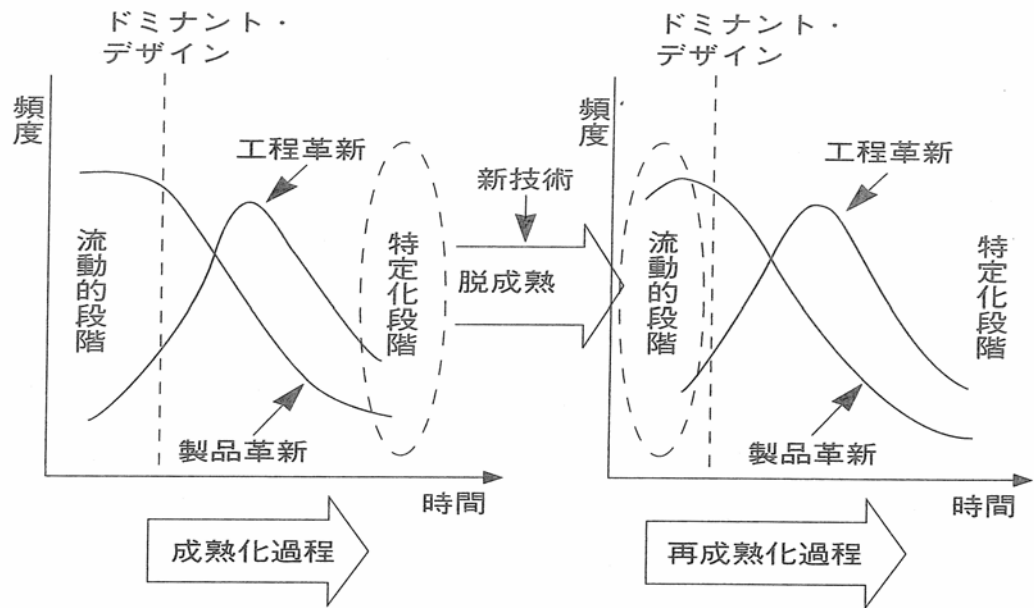 ドミナント・
デザイン
頻度
工程革新
流動的段階
特定化段階
製品革新
時間
成熟化過程
新技術
脱成熟
ドミナント・
デザイン
頻度
工程革新
流動的段階
特定化段階
製品革新
時間
再成熟化過程